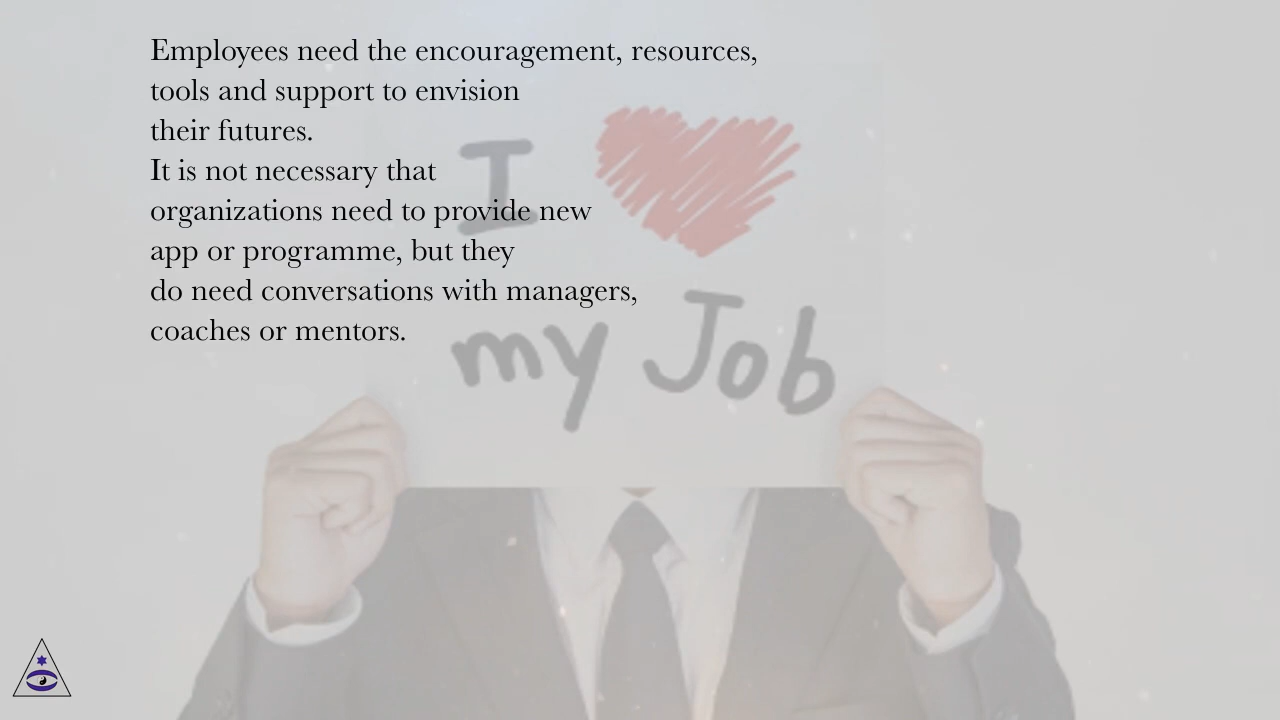 Employees need the encouragement, resources,
tools and support to envision
their futures.
It is not necessary that
organizations need to provide new
app or programme, but they
do need conversations with managers,
coaches or mentors.
I
my Job